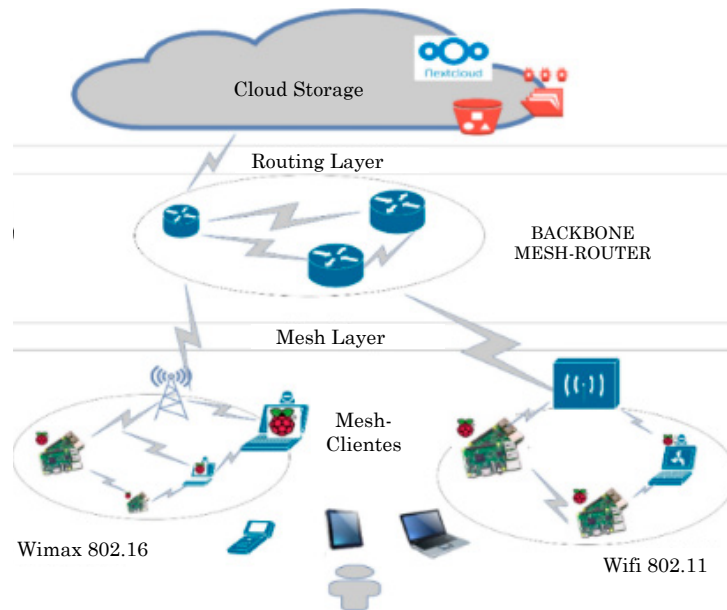 nextcloud
Cloud Storage
Routing Layer
BACKBONE
MESH-ROUTER
Mesh Layer
Mesh-
Clientes
Wimax 802.16
Wifi 802.11